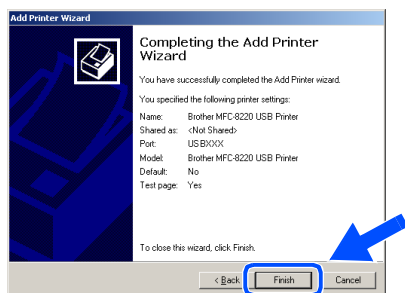 Add Printer Wizard
Completing the Add Printer
Wizard
You have successfully completed the Add Printer wizard.
You specified the following printer settings:
Name: Brother MFC-8220 USB Printer
Shared as: <Not Shared>
Port: USBXXX
Model: Brother MFC-8220 USB Printer
Default: No
Test page: Yes
To close this wizard, click Finish.
< Back Finish Cancel